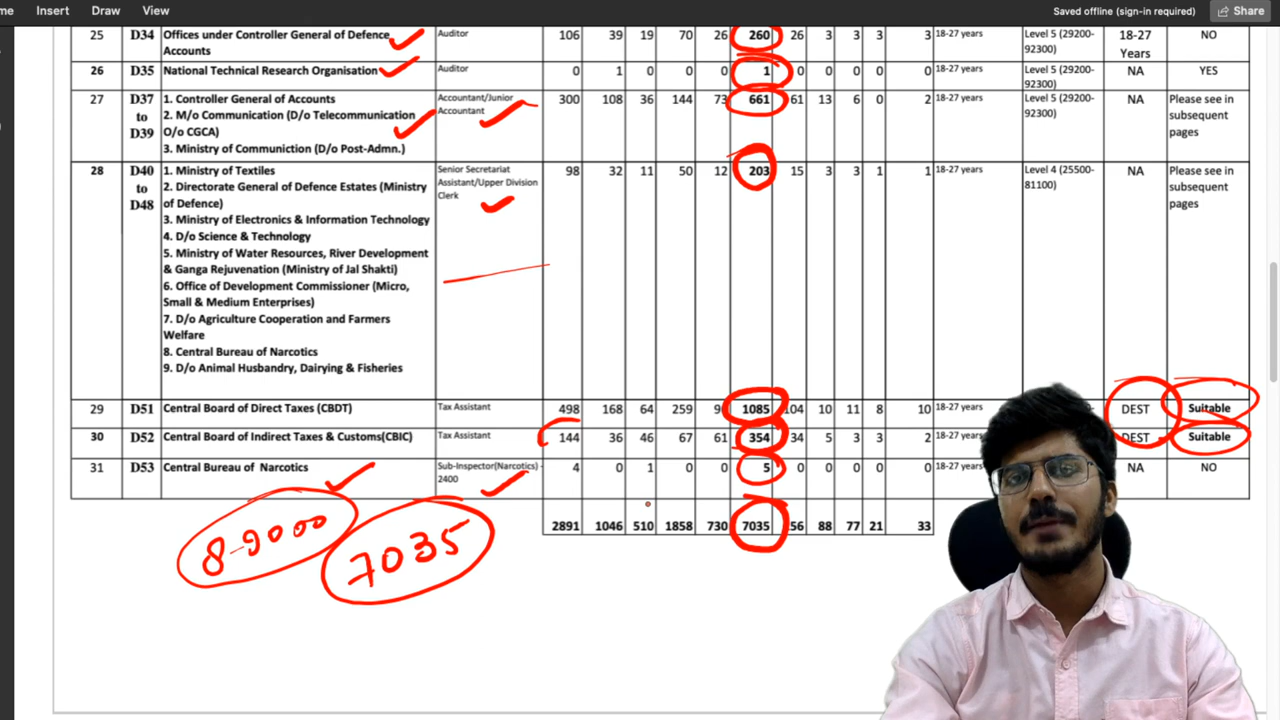 me Insert Draw View Saved offline (sign-in required) Share
25 D34 Offices under Controller General of Defence Accounts Auditor 106 39 19 70 26 260 26 3 3 3 3 18-27 years Level 5 (29200-92300) 18-27 Years NO
26 D35 National Technical Research Organisation Auditor 0 1 0 0 0 1 0 0 0 0 0 18-27 years Level 5 (29200-92300) NA YES
27 D37 to D39 1. Controller General of Accounts Accountant/Junior Accountant 300 108 36 144 73 661 61 13 6 0 2 18-27 years Level 5 (29200-92300) NA Please see in subsequent pages
2. M/o Communication (D/o Telecommunication O/o CGCA)
3. Ministry of Communiction (D/o Post-Admn.)
28 D40 to D48 1. Ministry of Textiles Senior Secretariat Assistant/Upper Division Clerk 98 32 11 50 12 203 15 3 3 1 1 18-27 years Level 4 (25500-81100) NA Please see in subsequent pages
2. Directorate General of Defence Estates (Ministry of Defence)
3. Ministry of Electronics & Information Technology
4. D/o Science & Technology
5. Ministry of Water Resources, River Development & Ganga Rejuvenation (Ministry of Jal Shakti)
6. Office of Development Commissioner (Micro, Small & Medium Enterprises)
7. D/o Agriculture Cooperation and Farmers Welfare
8. Central Bureau of Narcotics
9. D/o Animal Husbandry, Dairying & Fisheries
29 D51 Central Board of Direct Taxes (CBDT) Tax Assistant 498 168 64 259 1085 104 10 11 8 10 18-27 years DEST Suitable
30 D52 Central Board of Indirect Taxes & Customs(CBIC) Tax Assistant 144 36 46 67 61 354 34 5 3 3 2 18-27 years DEST Suitable
31 D53 Central Bureau of Narcotics Sub-Inspector(Narcotics) - 2400 4 0 1 0 0 5 0 0 0 0 0 18-27 years NA NO
2891 1046 510 1858 730 7035 56 88 77 21 33
8-9000 7035